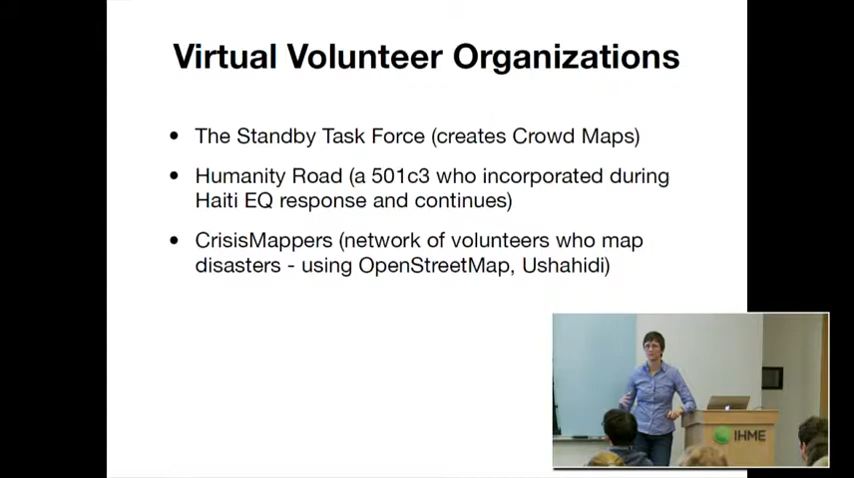 Virtual Volunteer Organizations
• The Standby Task Force (creates Crowd Maps)
• Humanity Road (a 501c3 who incorporated during
Haiti EQ response and continues)
• CrisisMappers (network of volunteers who map
disasters - using OpenStreetMap, Ushahidi)
IHME